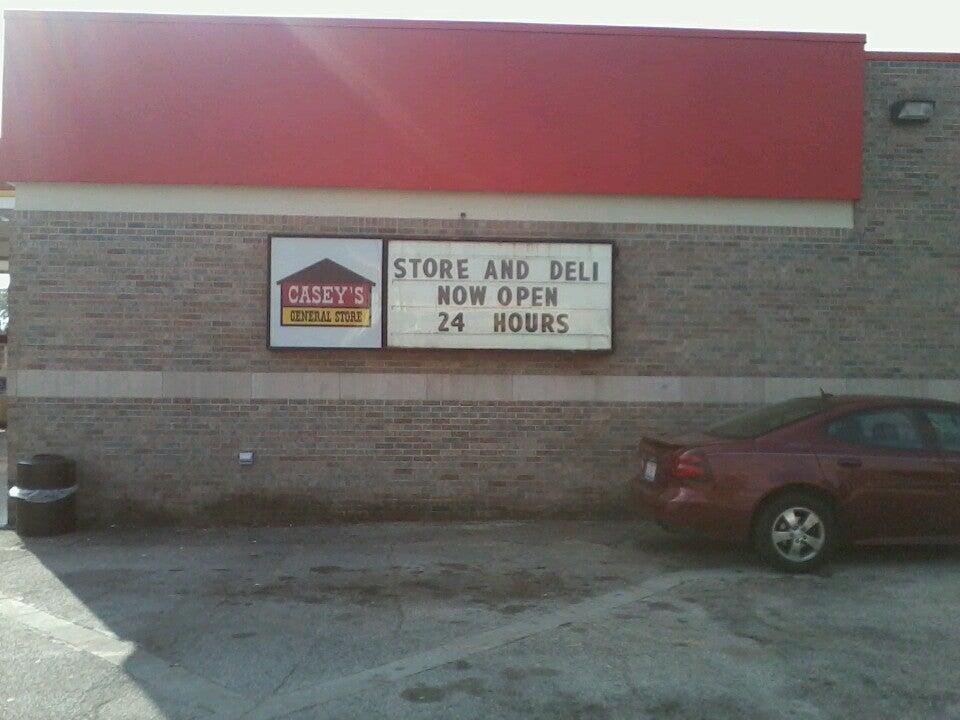 CASEY'S
GENERAL STORE
STORE AND DELI
NOW OPEN
24 HOURS